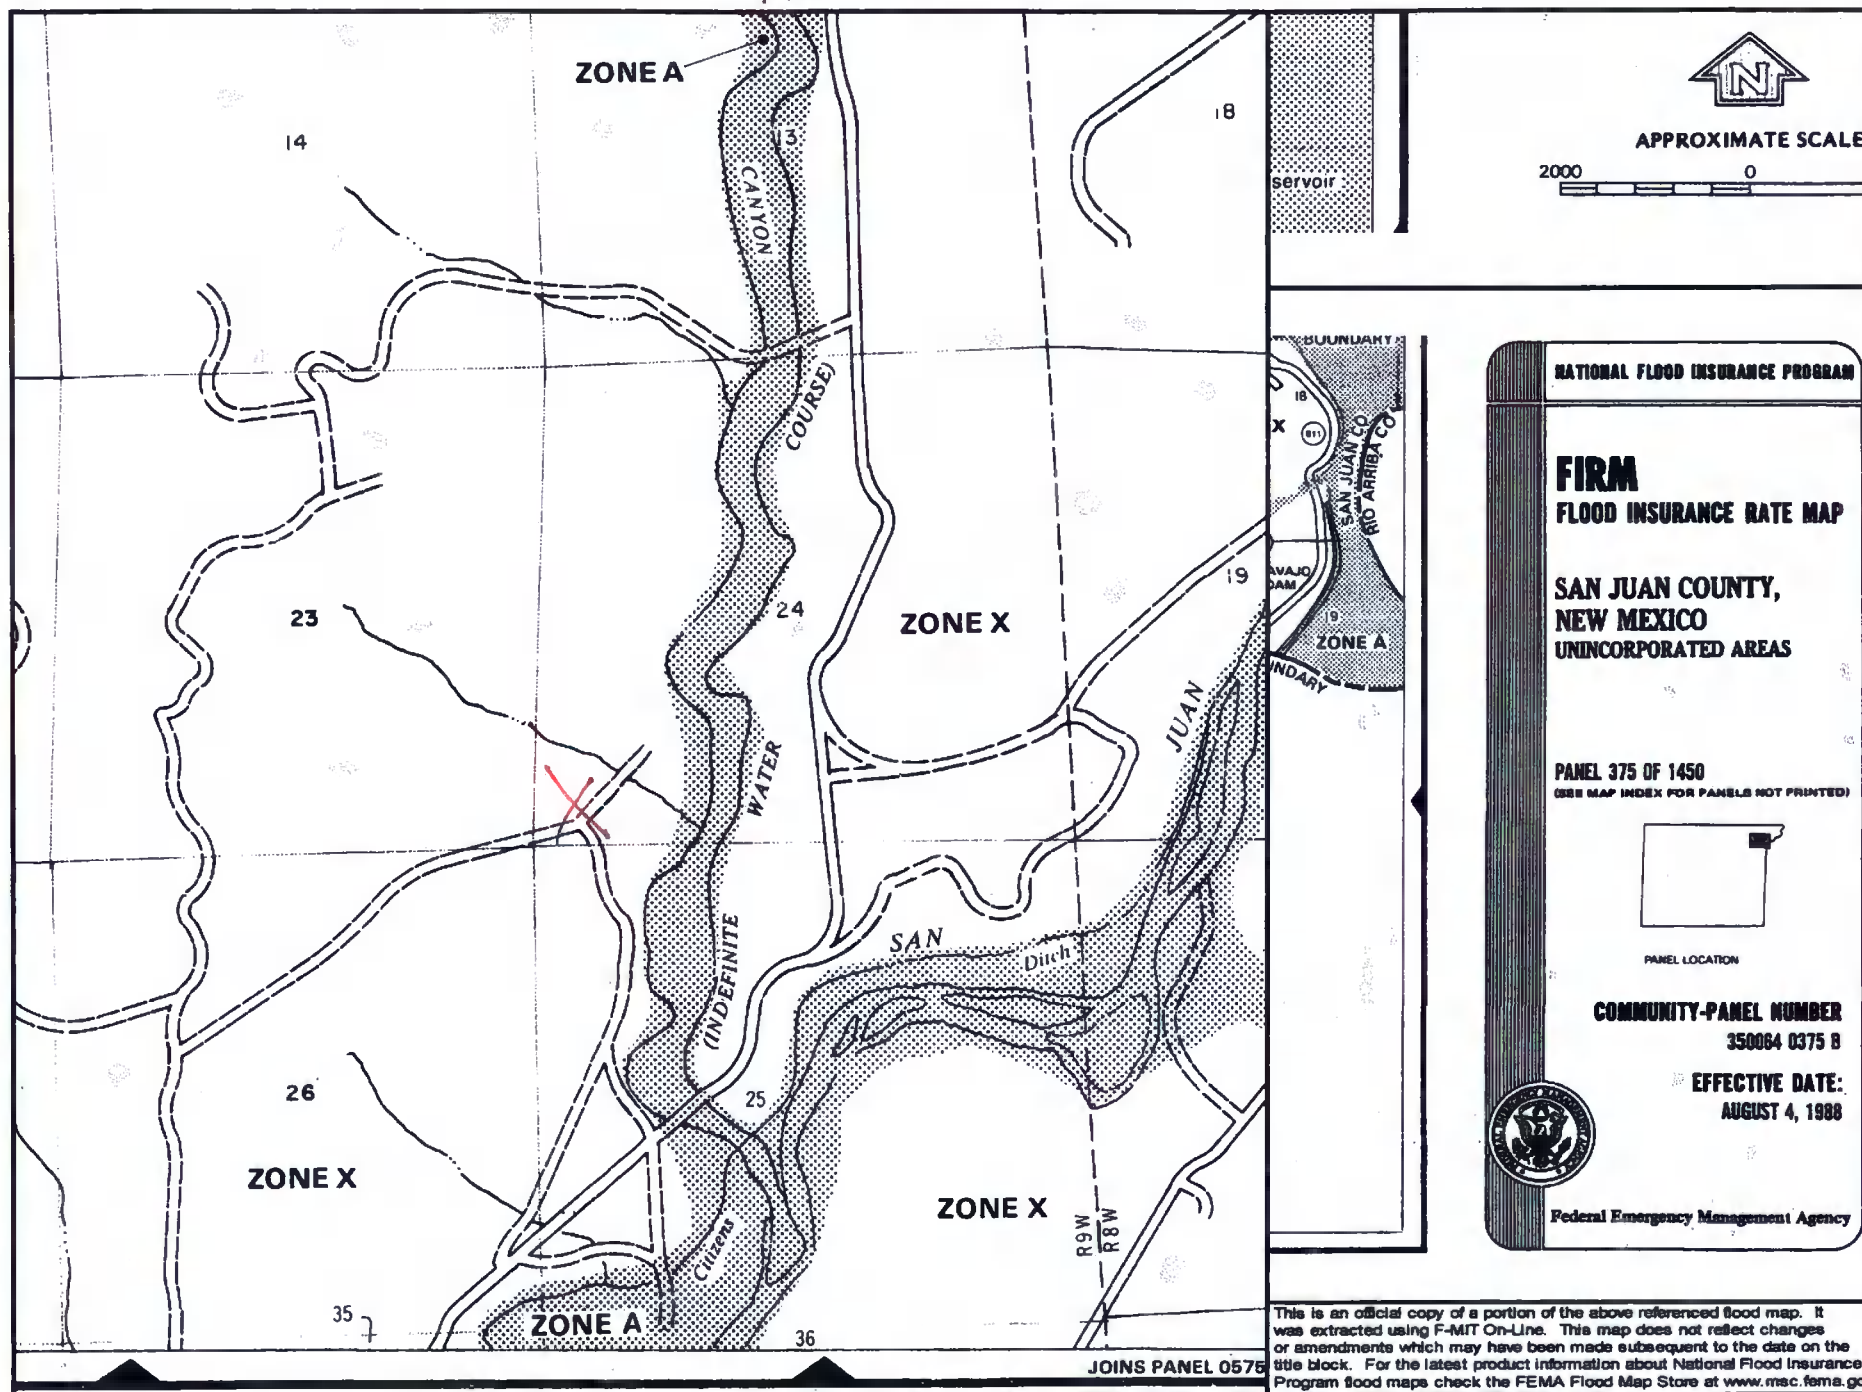 ZONE A
14
13
18
CANYON
COURSE)
23
24
19
ZONE X
JUAN
WATER
(INDEFINITE
SAN
Ditch
26
25
ZONE X
ZONE X
R9W
R8W
Citizens
ZONE A
35
36
JOINS PANEL 0575
servoir
N
APPROXIMATE SCALE
2000 0
BOUNDARY
18
X
511
SAN JUAN CO
RIO ARRIBA CO
AVAJO
DAM
19
ZONE A
NDARY
NATIONAL FLOOD INSURANCE PROGRAM
FIRM
FLOOD INSURANCE RATE MAP
SAN JUAN COUNTY,
NEW MEXICO
UNINCORPORATED AREAS
PANEL 375 OF 1450
(SEE MAP INDEX FOR PANELS NOT PRINTED)
PANEL LOCATION
COMMUNITY-PANEL NUMBER
350064 0375 B
EFFECTIVE DATE:
AUGUST 4, 1988
Federal Emergency Management Agency
This is an official copy of a portion of the above referenced flood map. It
was extracted using F-MIT On-Line. This map does not reflect changes
or amendments which may have been made subsequent to the date on the
title block. For the latest product information about National Flood Insurance
Program flood maps check the FEMA Flood Map Store at www.msc.fema.go